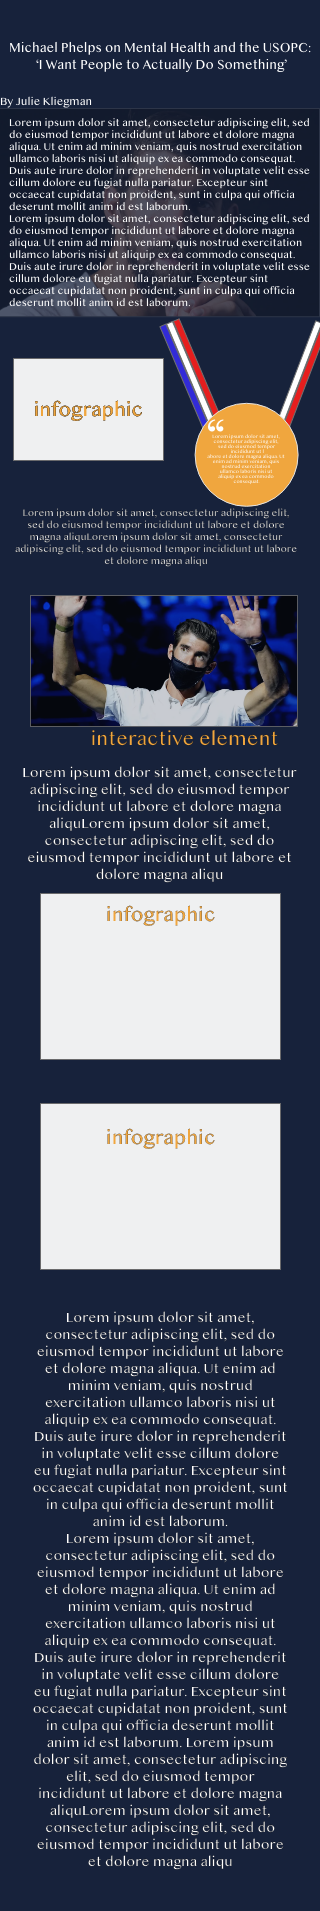 Michael Phelps on Mental Health and the USOPC:
‘I Want People to Actually Do Something’
By Julie Kliegman
Lorem ipsum dolor sit amet, consectetur adipiscing elit, sed
do eiusmod tempor incididunt ut labore et dolore magna
aliqua. Ut enim ad minim veniam, quis nostrud exercitation
ullamco laboris nisi ut aliquip ex ea commodo consequat.
Duis aute irure dolor in reprehenderit in voluptate velit esse
cillum dolore eu fugiat nulla pariatur. Excepteur sint
occaecat cupidatat non proident, sunt in culpa qui officia
deserunt mollit anim id est laborum.
Lorem ipsum dolor sit amet, consectetur adipiscing elit, sed
do eiusmod tempor incididunt ut labore et dolore magna
aliqua. Ut enim ad minim veniam, quis nostrud exercitation
ullamco laboris nisi ut aliquip ex ea commodo consequat.
Duis aute irure dolor in reprehenderit in voluptate velit esse
cillum dolore eu fugiat nulla pariatur. Excepteur sint
occaecat cupidatat non proident, sunt in culpa qui officia
deserunt mollit anim id est laborum.
infographic
“
Lorem ipsum dolor sit amet,
consectetur adipiscing elit,
sed do eiusmod tempor
incididunt ut l
abore et dolore magna aliqua. Ut
enim ad minim veniam, quis
nostrud exercitation
ullamco laboris nisi ut
aliquip ex ea commodo
consequat.
Lorem ipsum dolor sit amet, consectetur adipiscing elit,
sed do eiusmod tempor incididunt ut labore et dolore
magna aliquLorem ipsum dolor sit amet, consectetur
adipiscing elit, sed do eiusmod tempor incididunt ut labore
et dolore magna aliqu
interactive element
Lorem ipsum dolor sit amet, consectetur
adipiscing elit, sed do eiusmod tempor
incididunt ut labore et dolore magna
aliquLorem ipsum dolor sit amet,
consectetur adipiscing elit, sed do
eiusmod tempor incididunt ut labore et
dolore magna aliqu
infographic
infographic
Lorem ipsum dolor sit amet,
consectetur adipiscing elit, sed do
eiusmod tempor incididunt ut labore
et dolore magna aliqua. Ut enim ad
minim veniam, quis nostrud
exercitation ullamco laboris nisi ut
aliquip ex ea commodo consequat.
Duis aute irure dolor in reprehenderit
in voluptate velit esse cillum dolore
eu fugiat nulla pariatur. Excepteur sint
occaecat cupidatat non proident, sunt
in culpa qui officia deserunt mollit
anim id est laborum.
Lorem ipsum dolor sit amet,
consectetur adipiscing elit, sed do
eiusmod tempor incididunt ut labore
et dolore magna aliqua. Ut enim ad
minim veniam, quis nostrud
exercitation ullamco laboris nisi ut
aliquip ex ea commodo consequat.
Duis aute irure dolor in reprehenderit
in voluptate velit esse cillum dolore
eu fugiat nulla pariatur. Excepteur sint
occaecat cupidatat non proident, sunt
in culpa qui officia deserunt mollit
anim id est laborum. Lorem ipsum
dolor sit amet, consectetur adipiscing
elit, sed do eiusmod tempor
incididunt ut labore et dolore magna
aliquLorem ipsum dolor sit amet,
consectetur adipiscing elit, sed do
eiusmod tempor incididunt ut labore
et dolore magna aliqu